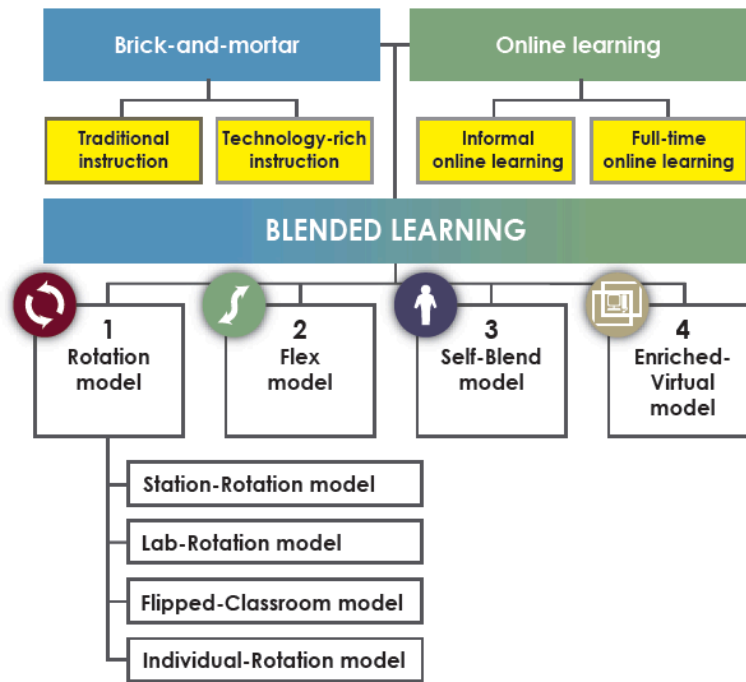 Brick-and-mortar
Online learning
Traditional
instruction
Technology-rich
instruction
Informal
online learning
Full-time
online learning
BLENDED LEARNING
1
Rotation
model
2
Flex
model
3
Self-Blend
model
4
Enriched-
Virtual
model
Station-Rotation model
Lab-Rotation model
Flipped-Classroom model
Individual-Rotation model